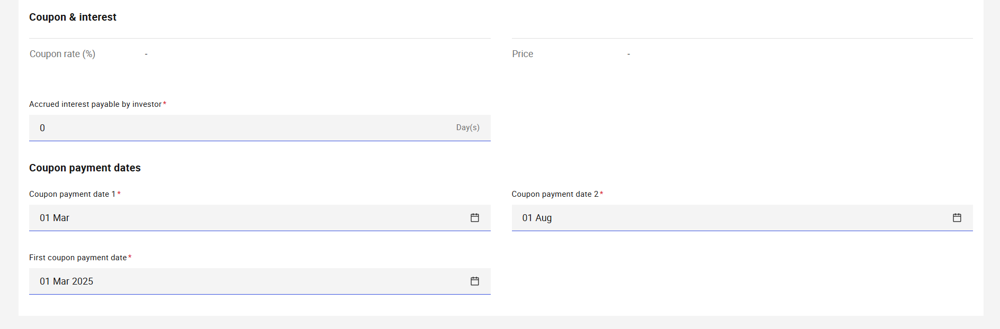 Coupon & interest
Coupon rate (%) -
Price -
Accrued interest payable by investor*
0 Day(s)
Coupon payment dates
Coupon payment date 1*
Coupon payment date 2*
01 Mar
01 Aug
First coupon payment date*
01 Mar 2025